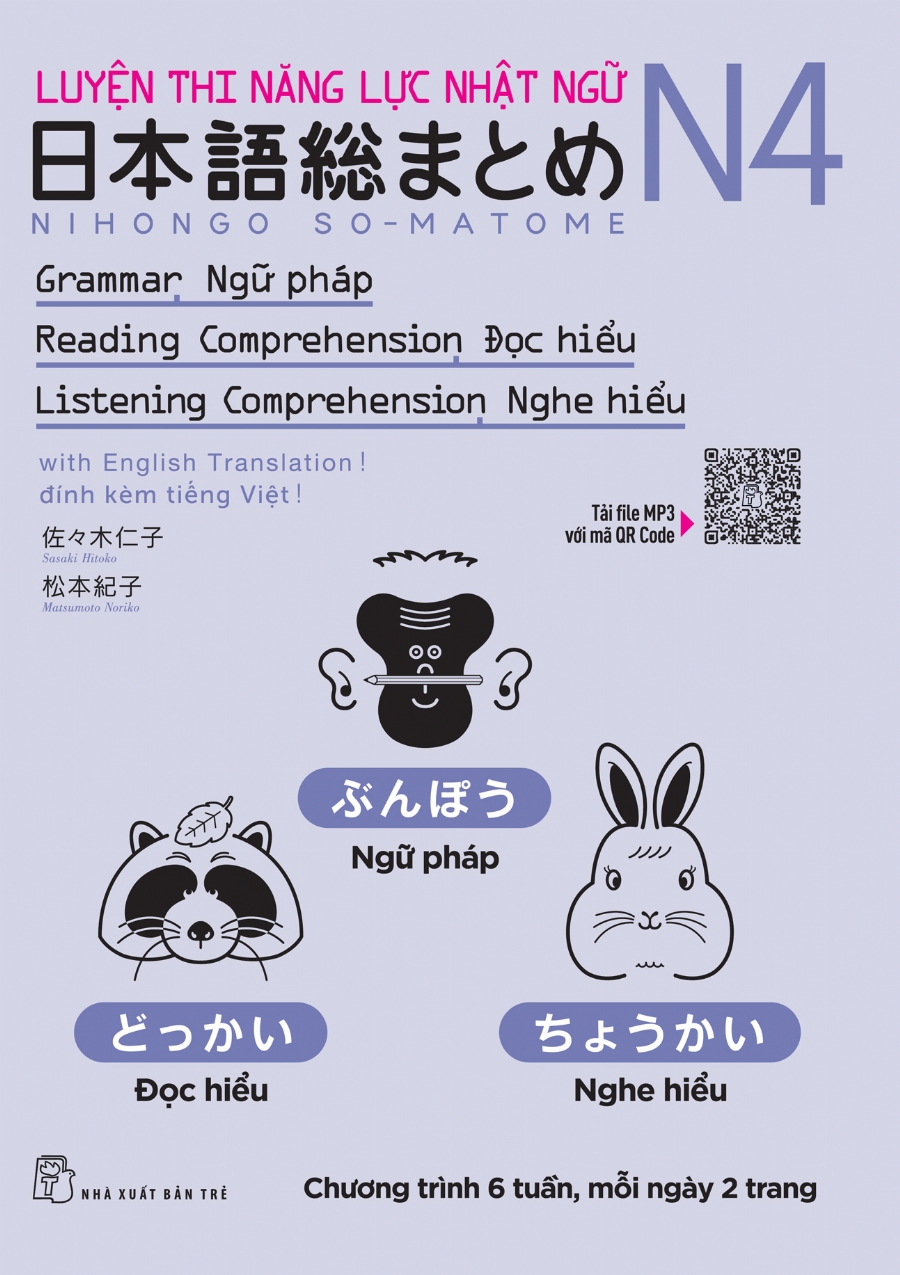 LUYỆN THI NĂNG LỰC NHẬT NGỮ
日本語総まとめ N4
NIHONGO SO-MATOME
Grammar Ngữ pháp
Reading Comprehension Đọc hiểu
Listening Comprehension Nghe hiểu
with English Translation!
đính kèm tiếng Việt!
佐々木仁子
Sasaki Hitoko
松本紀子
Matsumoto Noriko
Tải file MP3
với mã QR Code
ぶんぽう
Ngữ pháp
どっかい
Đọc hiểu
ちょうかい
Nghe hiểu
T
NHÀ XUẤT BẢN TRẺ
Chương trình 6 tuần, mỗi ngày 2 trang